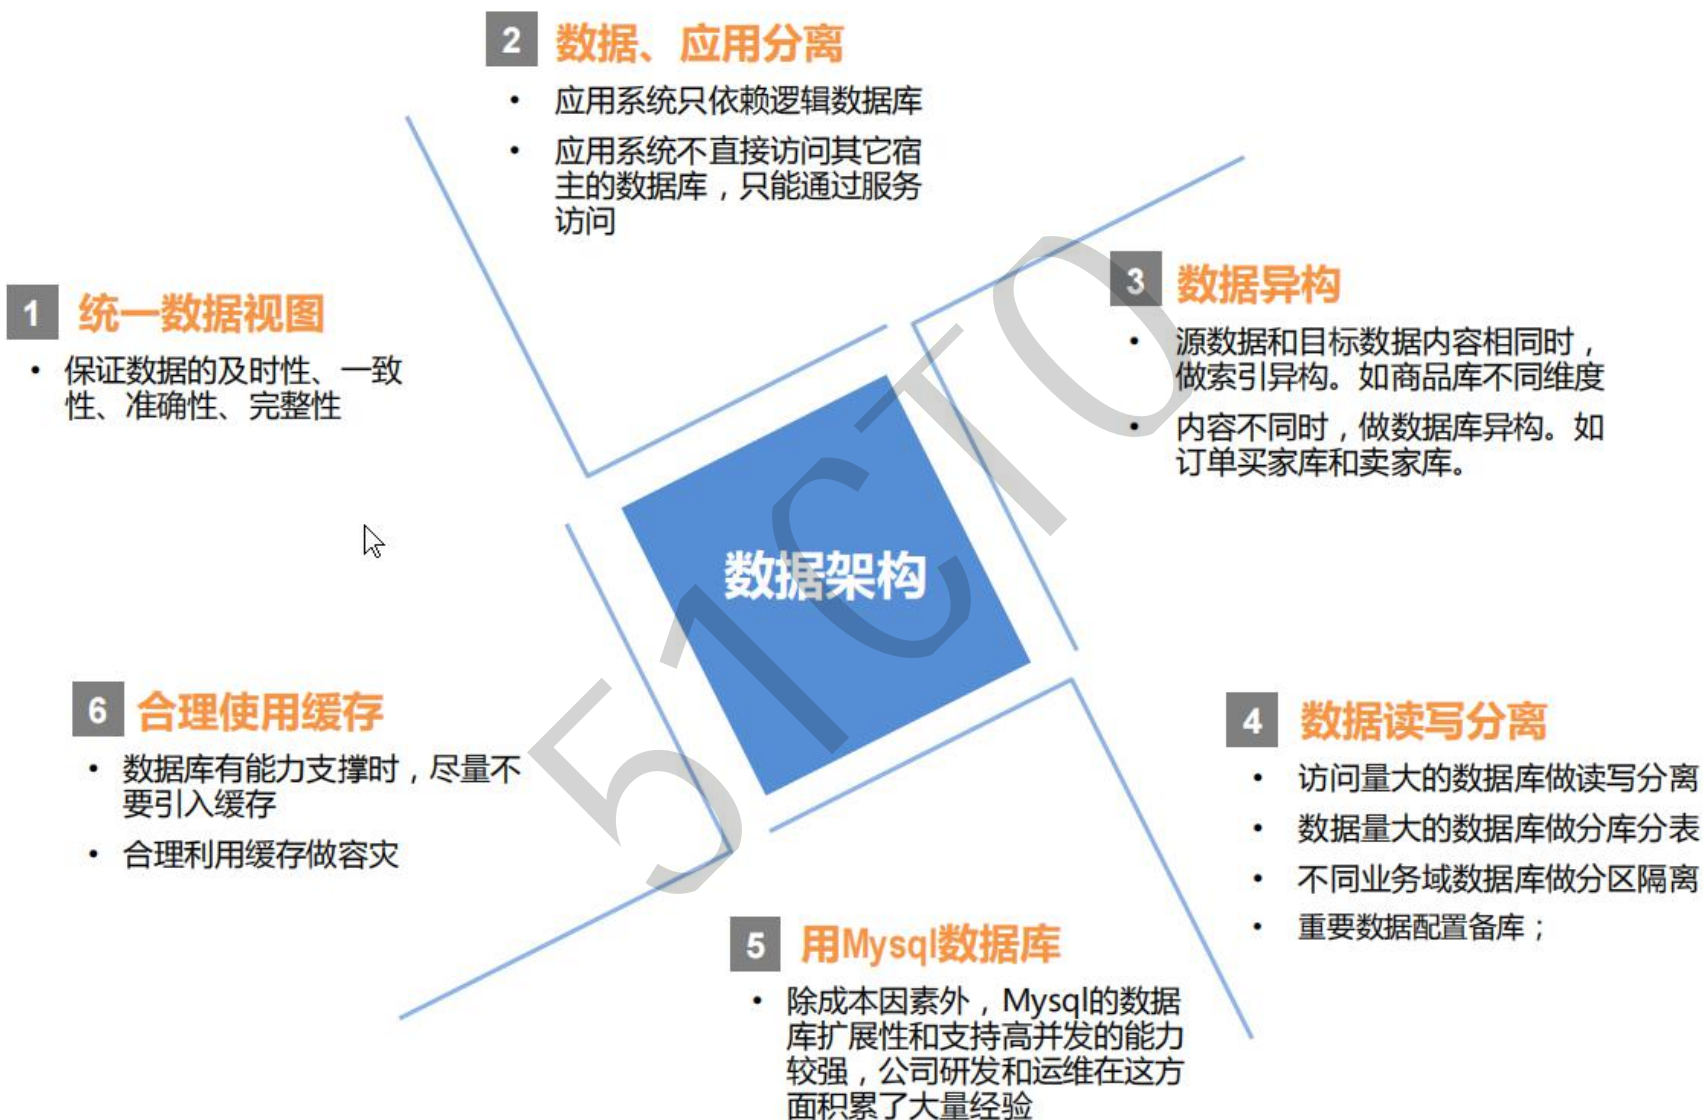 1 统一数据视图
• 保证数据的及时性、一致
性、准确性、完整性
2 数据、应用分离
• 应用系统只依赖逻辑数据库
• 应用系统不直接访问其它宿
主的数据库，只能通过服务
访问
3 数据异构
• 源数据和目标数据内容相同时，
做索引异构。如商品库不同维度
• 内容不同时，做数据库异构。如
订单买家库和卖家库。
数据架构
4 数据读写分离
• 访问量大的数据库做读写分离
• 数据量大的数据库做分库分表
• 不同业务域数据库做分区隔离
• 重要数据配置备库；
5 用Mysql数据库
• 除成本因素外，Mysql的数据
库扩展性和支持高并发的能力
较强，公司研发和运维在这方
面积累了大量经验
6 合理使用缓存
• 数据库有能力支撑时，尽量不
要引入缓存
• 合理利用缓存做容灾
51CTO